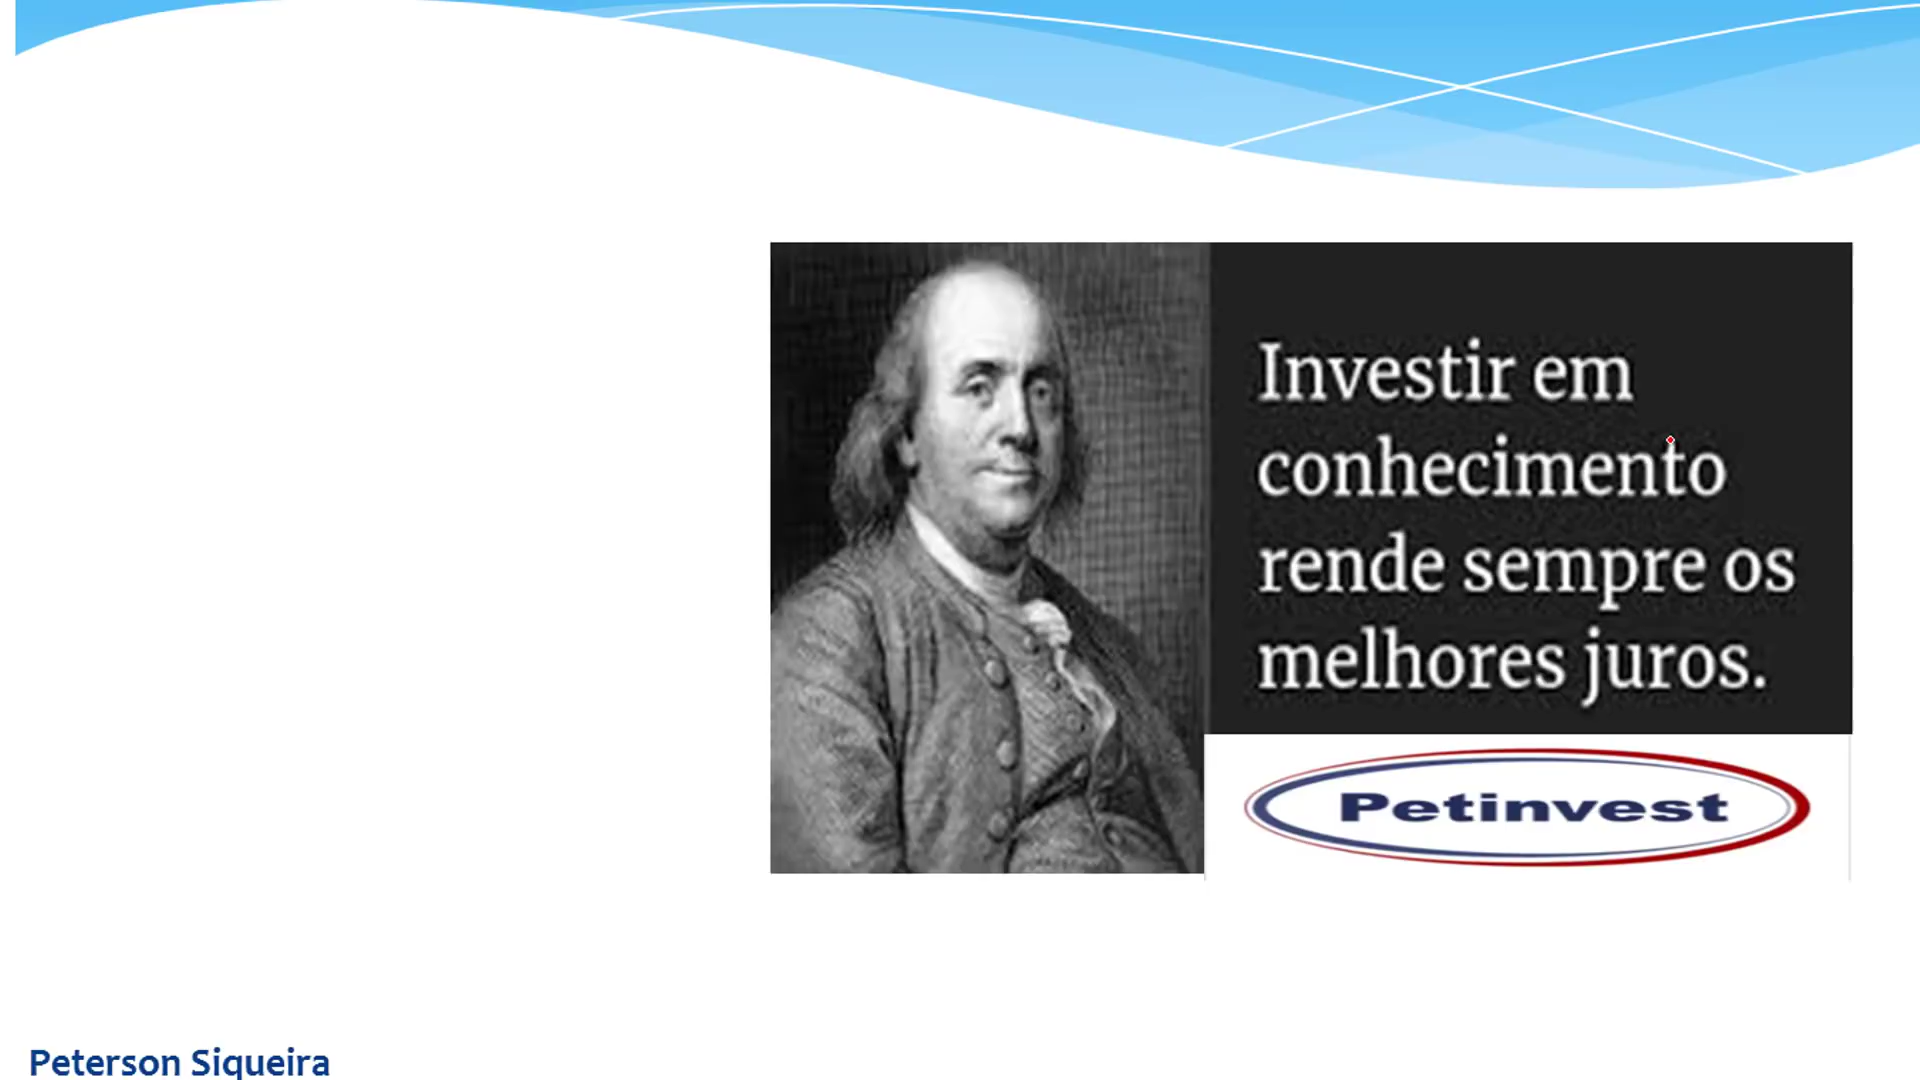 Investir em
conhecimento
rende sempre os
melhores juros.
Petinvest
Peterson Siqueira